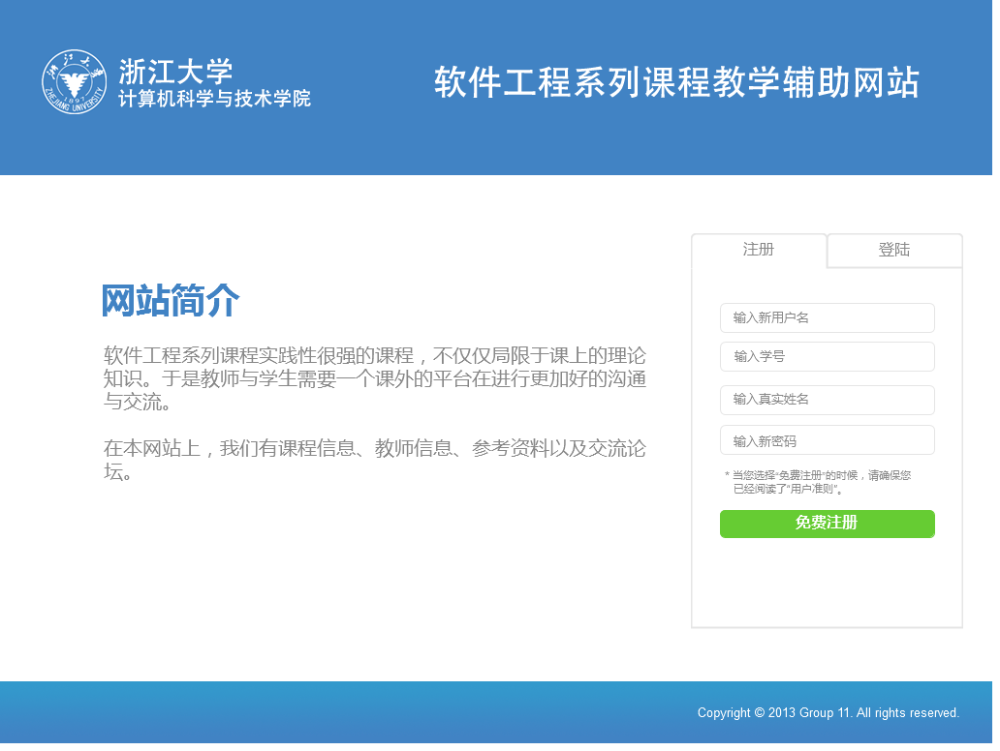 浙江大学
ZHEJIANG UNIVERSITY
1897
浙江大学
计算机科学与技术学院
软件工程系列课程教学辅助网站
注册
登陆
网站简介
输入新用户名
软件工程系列课程实践性很强的课程，不仅仅局限于课上的理论
知识。于是教师与学生需要一个课外的平台在进行更加好的沟通
与交流。
输入学号
输入真实姓名
在本网站上，我们有课程信息、教师信息、参考资料以及交流论
坛。
输入新密码
* 当您选择“免费注册”的时候，请确保您
已经阅读了“用户准则”。
免费注册
Copyright © 2013 Group 11. All rights reserved.